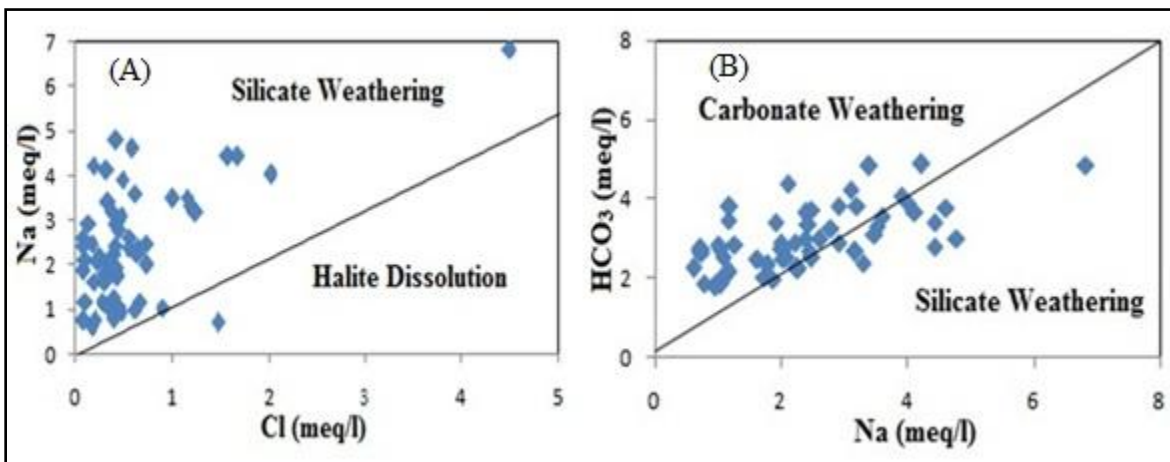 (A)
Silicate Weathering
Halite Dissolution
Na (meq/l)
7
6
5
4
3
2
1
0
0 1 2 3 4 5
Cl (meq/l)
(B)
Carbonate Weathering
Silicate Weathering
HCO₃ (meq/l)
8
6
4
2
0
0 2 4 6 8
Na (meq/l)